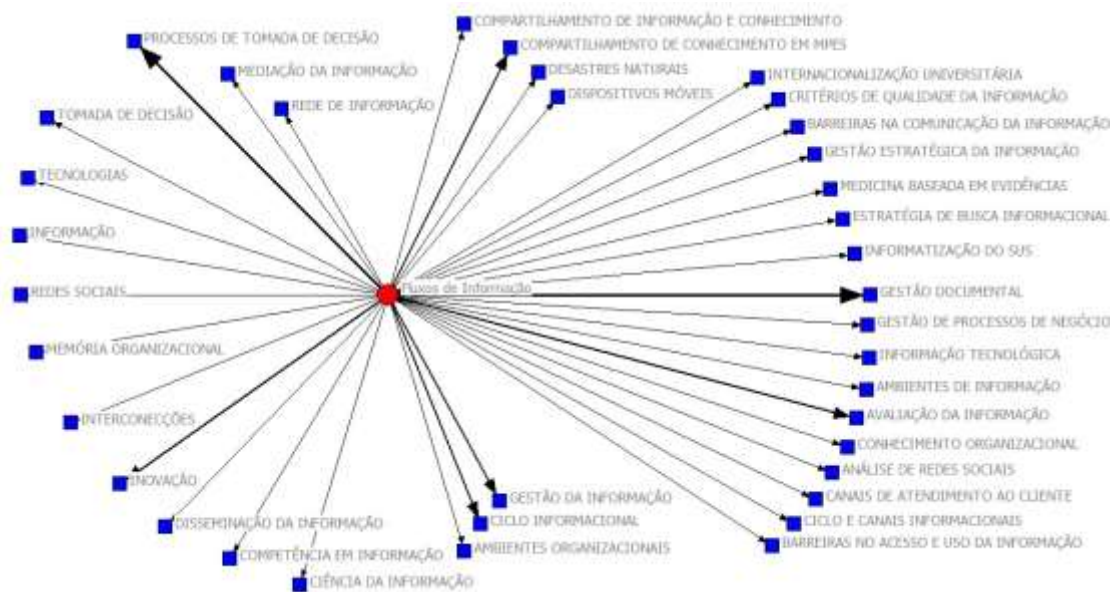 COMPARTILHAMENTO DE INFORMAÇÃO E CONHECIMENTO
PROCESSOS DE TOMADA DE DECISÃO
COMPARTILHAMENTO DE CONHECIMENTO EM MPES
MEDIAÇÃO DA INFORMAÇÃO
DESASTRES NATURAIS
INTERNACIONALIZAÇÃO UNIVERSITÁRIA
DISPOSITIVOS MÓVEIS
CRITÉRIOS DE QUALIDADE DA INFORMAÇÃO
REDE DE INFORMAÇÃO
TOMADA DE DECISÃO
BARREIRAS NA COMUNICAÇÃO DA INFORMAÇÃO
GESTÃO ESTRATÉGICA DA INFORMAÇÃO
TECNOLOGIAS
MEDICINA BASEADA EM EVIDÊNCIAS
ESTRATÉGIA DE BUSCA INFORMACIONAL
INFORMAÇÃO
INFORMATIZAÇÃO DO SUS
Fluxos de Informação
REDES SOCIAIS
GESTÃO DOCUMENTAL
GESTÃO DE PROCESSOS DE NEGÓCIO
MEMÓRIA ORGANIZACIONAL
INFORMAÇÃO TECNOLÓGICA
AMBIENTES DE INFORMAÇÃO
INTERCONECÇÕES
AVALIAÇÃO DA INFORMAÇÃO
CONHECIMENTO ORGANIZACIONAL
ANÁLISE DE REDES SOCIAIS
INOVAÇÃO
GESTÃO DA INFORMAÇÃO
CANAIS DE ATENDIMENTO AO CLIENTE
DISSEMINAÇÃO DA INFORMAÇÃO
CICLO INFORMACIONAL
CICLO E CANAIS INFORMACIONAIS
COMPETÊNCIA EM INFORMAÇÃO
AMBIENTES ORGANIZACIONAIS
BARREIRAS NO ACESSO E USO DA INFORMAÇÃO
CIÊNCIA DA INFORMAÇÃO